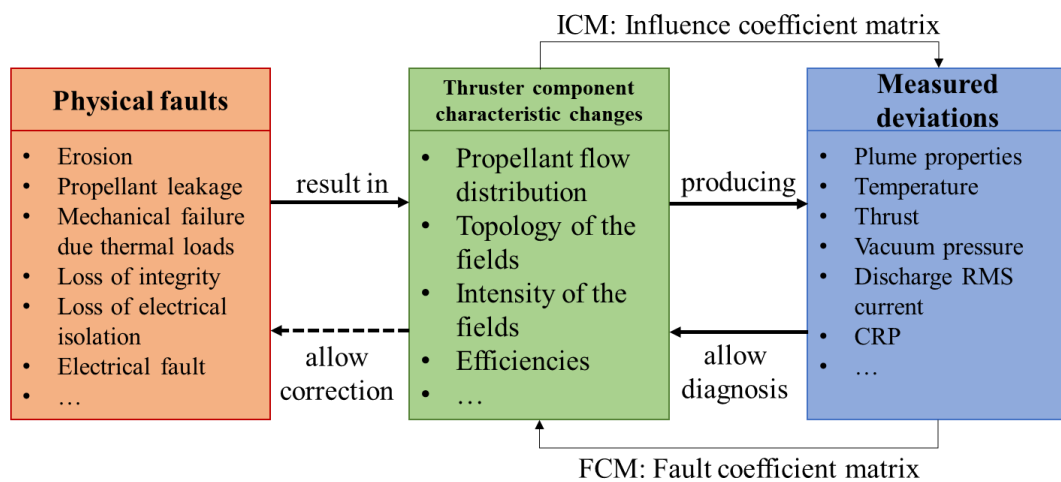 ICM: Influence coefficient matrix
Physical faults
• Erosion
• Propellant leakage
• Mechanical failure
due thermal loads
• Loss of integrity
• Loss of electrical
isolation
• Electrical fault
• …
result in
allow
correction
Thruster component
characteristic changes
• Propellant flow
distribution
• Topology of the
fields
• Intensity of the
fields
• Efficiencies
• …
producing
allow
diagnosis
Measured
deviations
• Plume properties
• Temperature
• Thrust
• Vacuum pressure
• Discharge RMS
current
• CRP
• …
FCM: Fault coefficient matrix